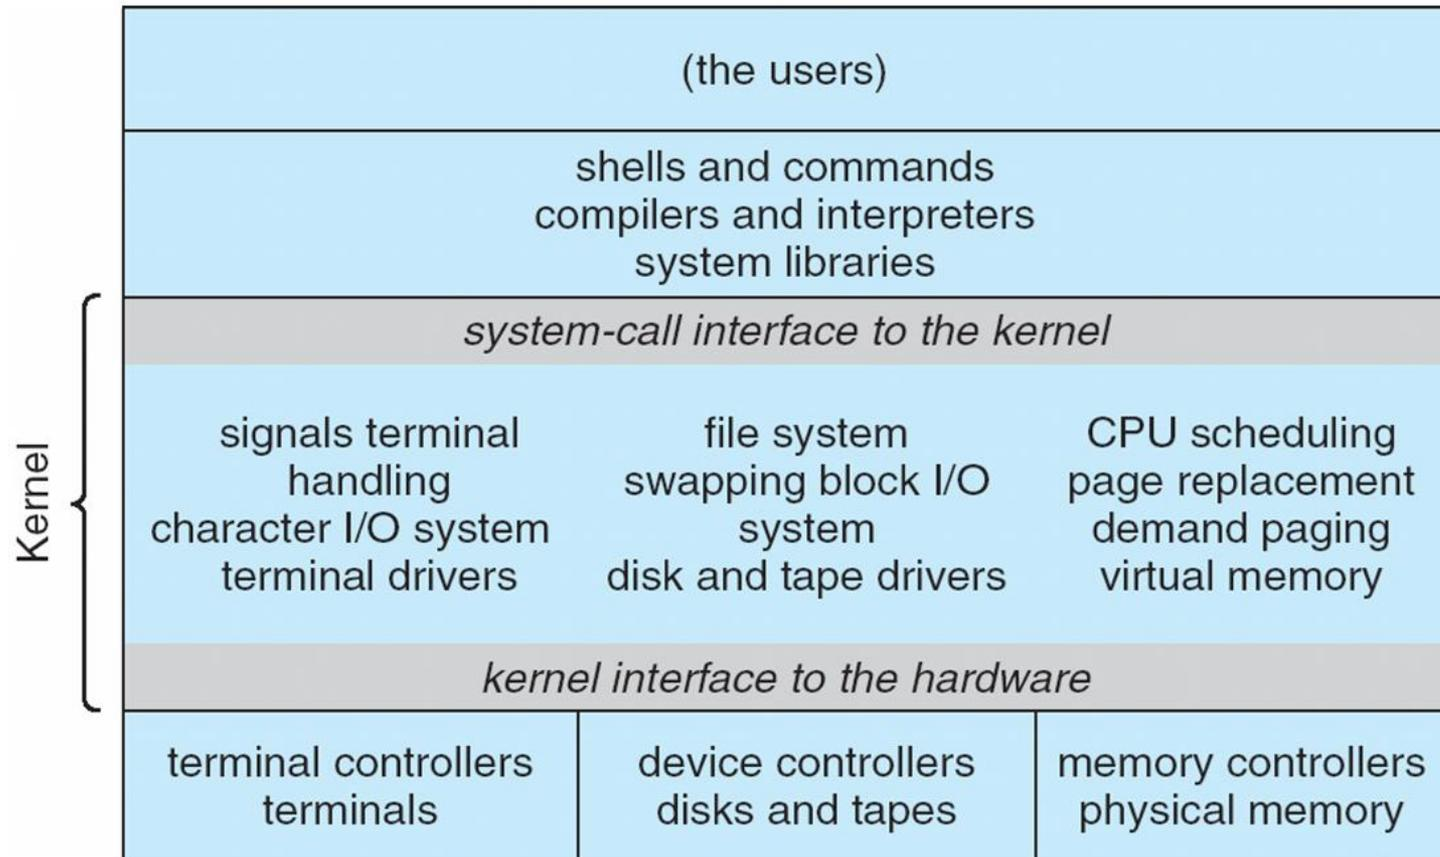 (the users)
shells and commands
compilers and interpreters
system libraries
system-call interface to the kernel
Kernel
signals terminal
handling
character I/O system
terminal drivers
file system
swapping block I/O
system
disk and tape drivers
CPU scheduling
page replacement
demand paging
virtual memory
kernel interface to the hardware
terminal controllers
terminals
device controllers
disks and tapes
memory controllers
physical memory